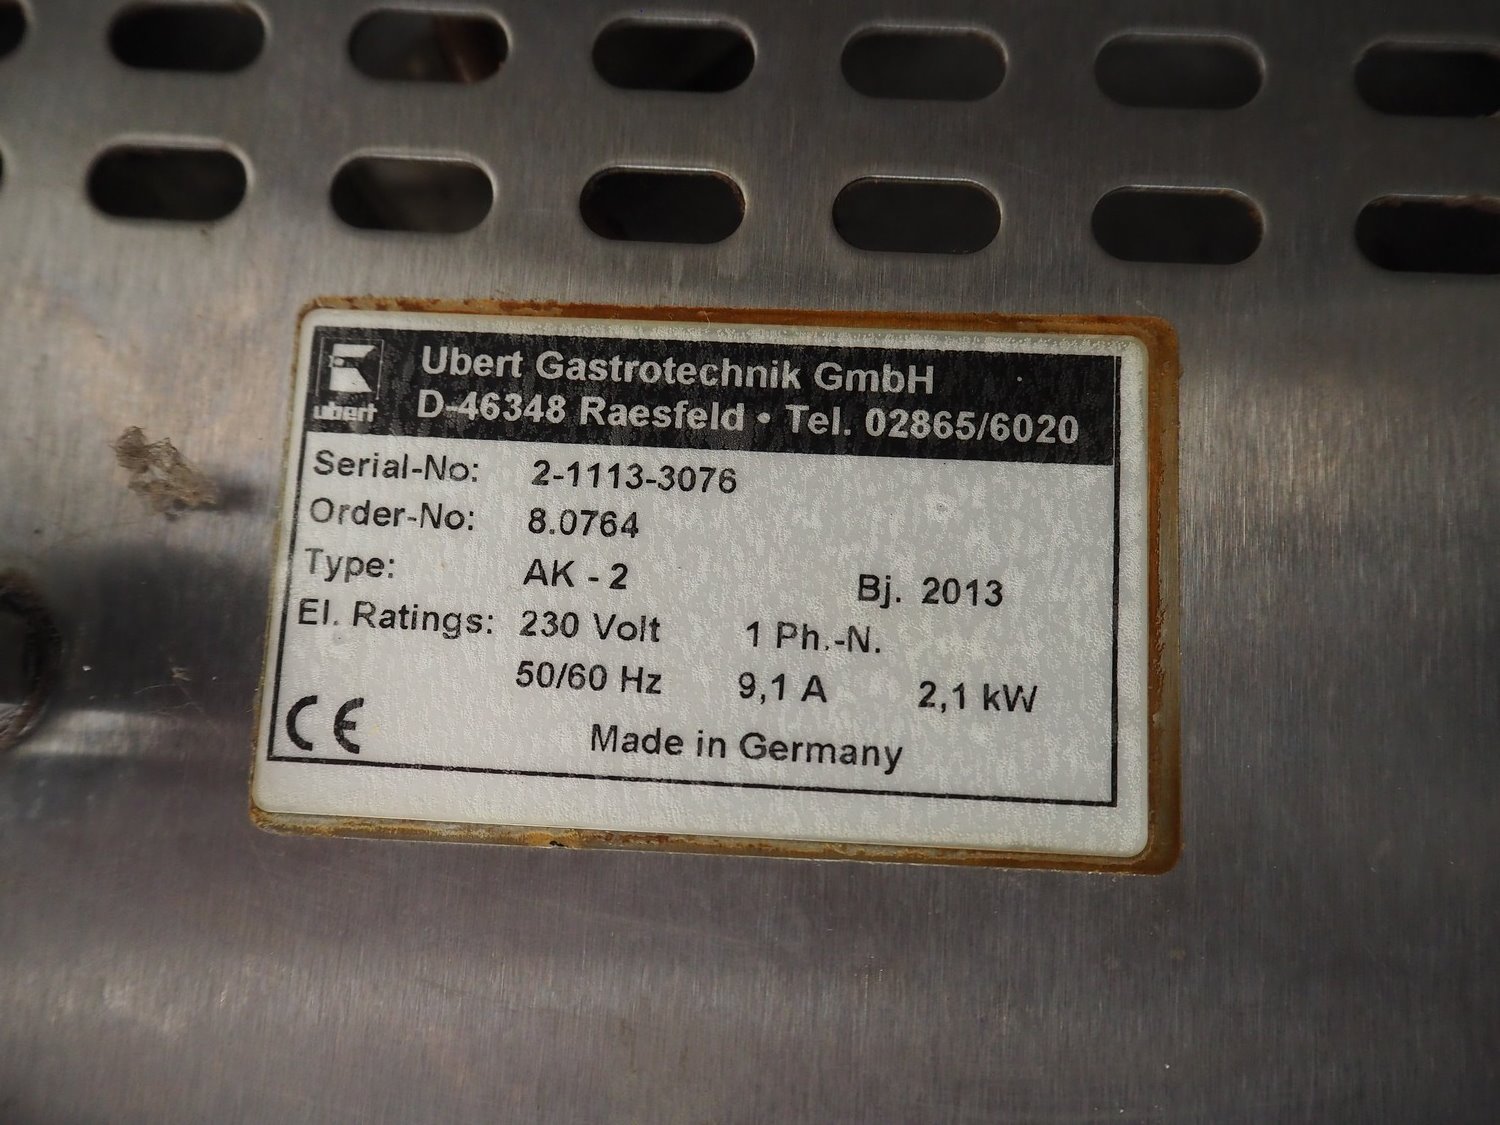 Ubert Gastrotechnik GmbH
D-46348 Raesfeld • Tel. 02865/6020
ubert
Serial-No: 2-1113-3076
Order-No: 8.0764
Type: AK - 2 Bj. 2013
El. Ratings: 230 Volt 1 Ph.-N.
50/60 Hz 9,1 A 2,1 kW
CE Made in Germany